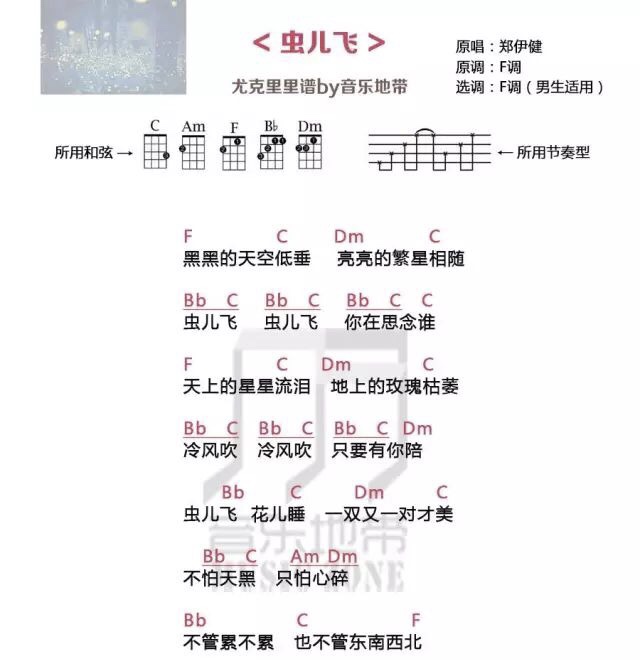 < 虫儿飞 >
尤克里里谱by音乐地带
原唱：郑伊健
原调：F调
选调：F调（男生适用）
所用和弦→ C Am F B♭ Dm ←所用节奏型
F C Dm C
黑黑的天空低垂 亮亮的繁星相随
Bb C Bb C Bb C C
虫儿飞 虫儿飞 你在思念谁
F C Dm C
天上的星星流泪 地上的玫瑰枯萎
Bb C Bb C Bb C Dm
冷风吹 冷风吹 只要有你陪
Bb C Dm C
虫儿飞 花儿睡 一双又一对才美
Bb C Am Dm
不怕天黑 只怕心碎
Bb C F
不管累不累 也不管东南西北
音乐地带
MUSIC ZONE